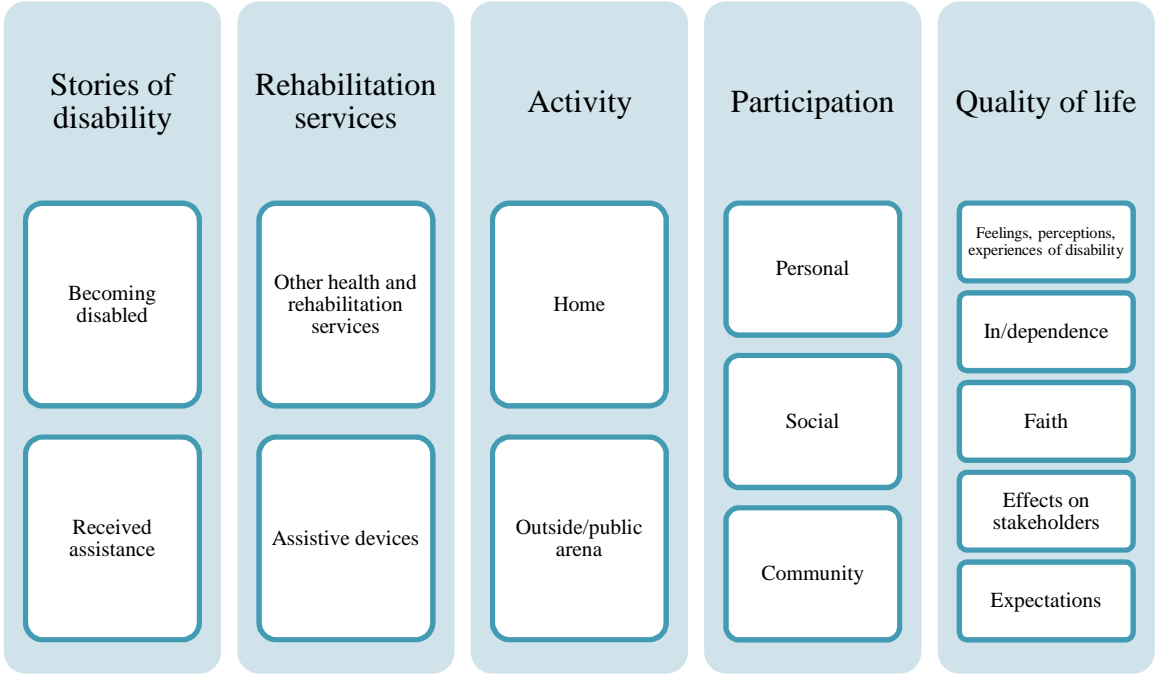 Stories of
disability
Becoming
disabled
Received
assistance
Rehabilitation
services
Other health and
rehabilitation
services
Assistive devices
Activity
Home
Outside/public
arena
Participation
Personal
Social
Community
Quality of life
Feelings, perceptions,
experiences of disability
In/dependence
Faith
Effects on
stakeholders
Expectations